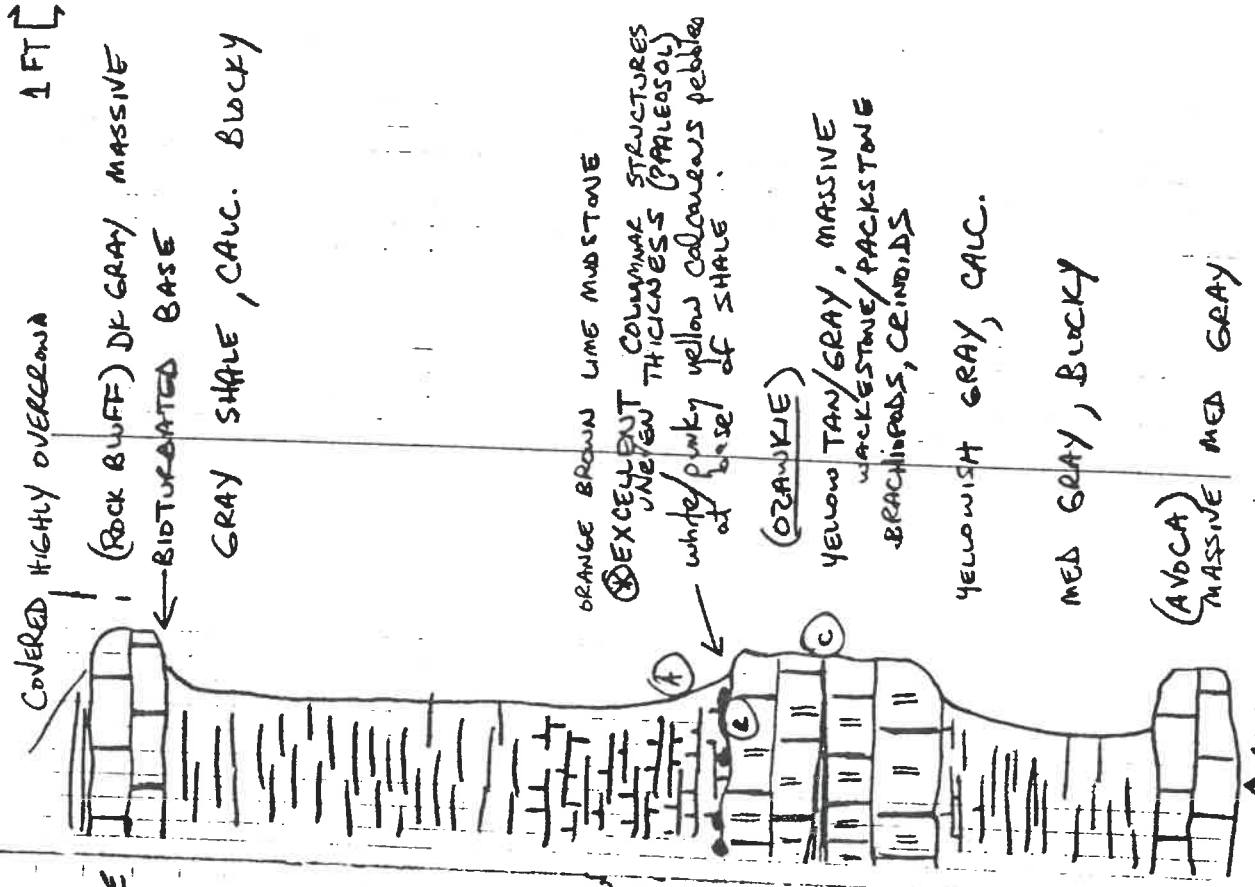 1 FT
COVERED HIGHLY OVERGROWN
(ROCK BLUFF) DK GRAY MASSIVE
BIOTURBATED BASE
GRAY SHALE, CALC. BLOCKY
ORANGE BROWN LIME MUDSTONE
* EXCELLENT COLUMNAR STRUCTURES
UNEVEN THICKNESS (PPALEOSOL)
white/punky yellow calcareous pebbles
at base of SHALE.
(OZAWKIE)
YELLOW TAN/GRAY, MASSIVE
WACKESTONE/PACKSTONE
BRACHIOPODS, CRINOIDS
YELLOWISH GRAY, CALC.
MED GRAY, BLOCKY
(AVOCA)
MASSIVE MED GRAY
A
C
E